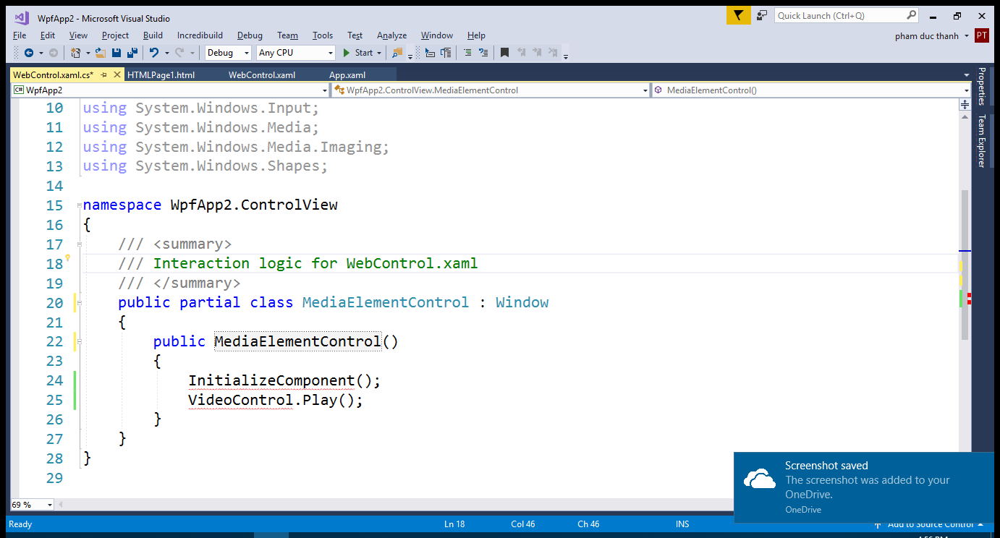 WpfApp2 - Microsoft Visual Studio
Quick Launch (Ctrl+Q)
File Edit View Project Build Incredibuild Debug Team Tools Test Analyze Window Help
pham duc thanh PT
Debug Any CPU Start
WebControl.xaml.cs* HTMLPage1.html WebControl.xaml App.xaml
C# WpfApp2 WpfApp2.ControlView.MediaElementControl MediaElementControl()
Properties
Team Explorer
10 using System.Windows.Input;
11 using System.Windows.Media;
12 using System.Windows.Media.Imaging;
13 using System.Windows.Shapes;
14
15 namespace WpfApp2.ControlView
16 {
17 /// <summary>
18 /// Interaction logic for WebControl.xaml
19 /// </summary>
20 public partial class MediaElementControl : Window
21 {
22 public MediaElementControl()
23 {
24 InitializeComponent();
25 VideoControl.Play();
26 }
27 }
28 }
29
Screenshot saved
The screenshot was added to your
OneDrive.
OneDrive
69 %
Ready Ln 18 Col 46 Ch 46 INS Add to Source Control